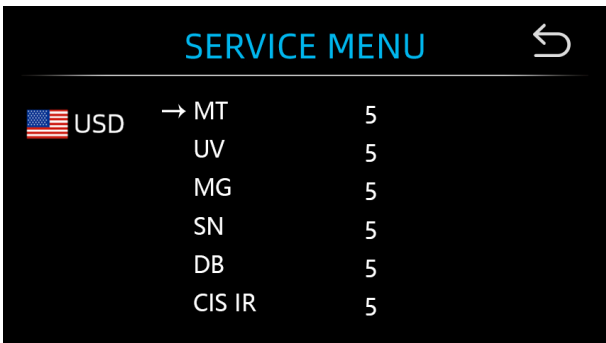 SERVICE MENU
USD → MT 5
UV 5
MG 5
SN 5
DB 5
CIS IR 5